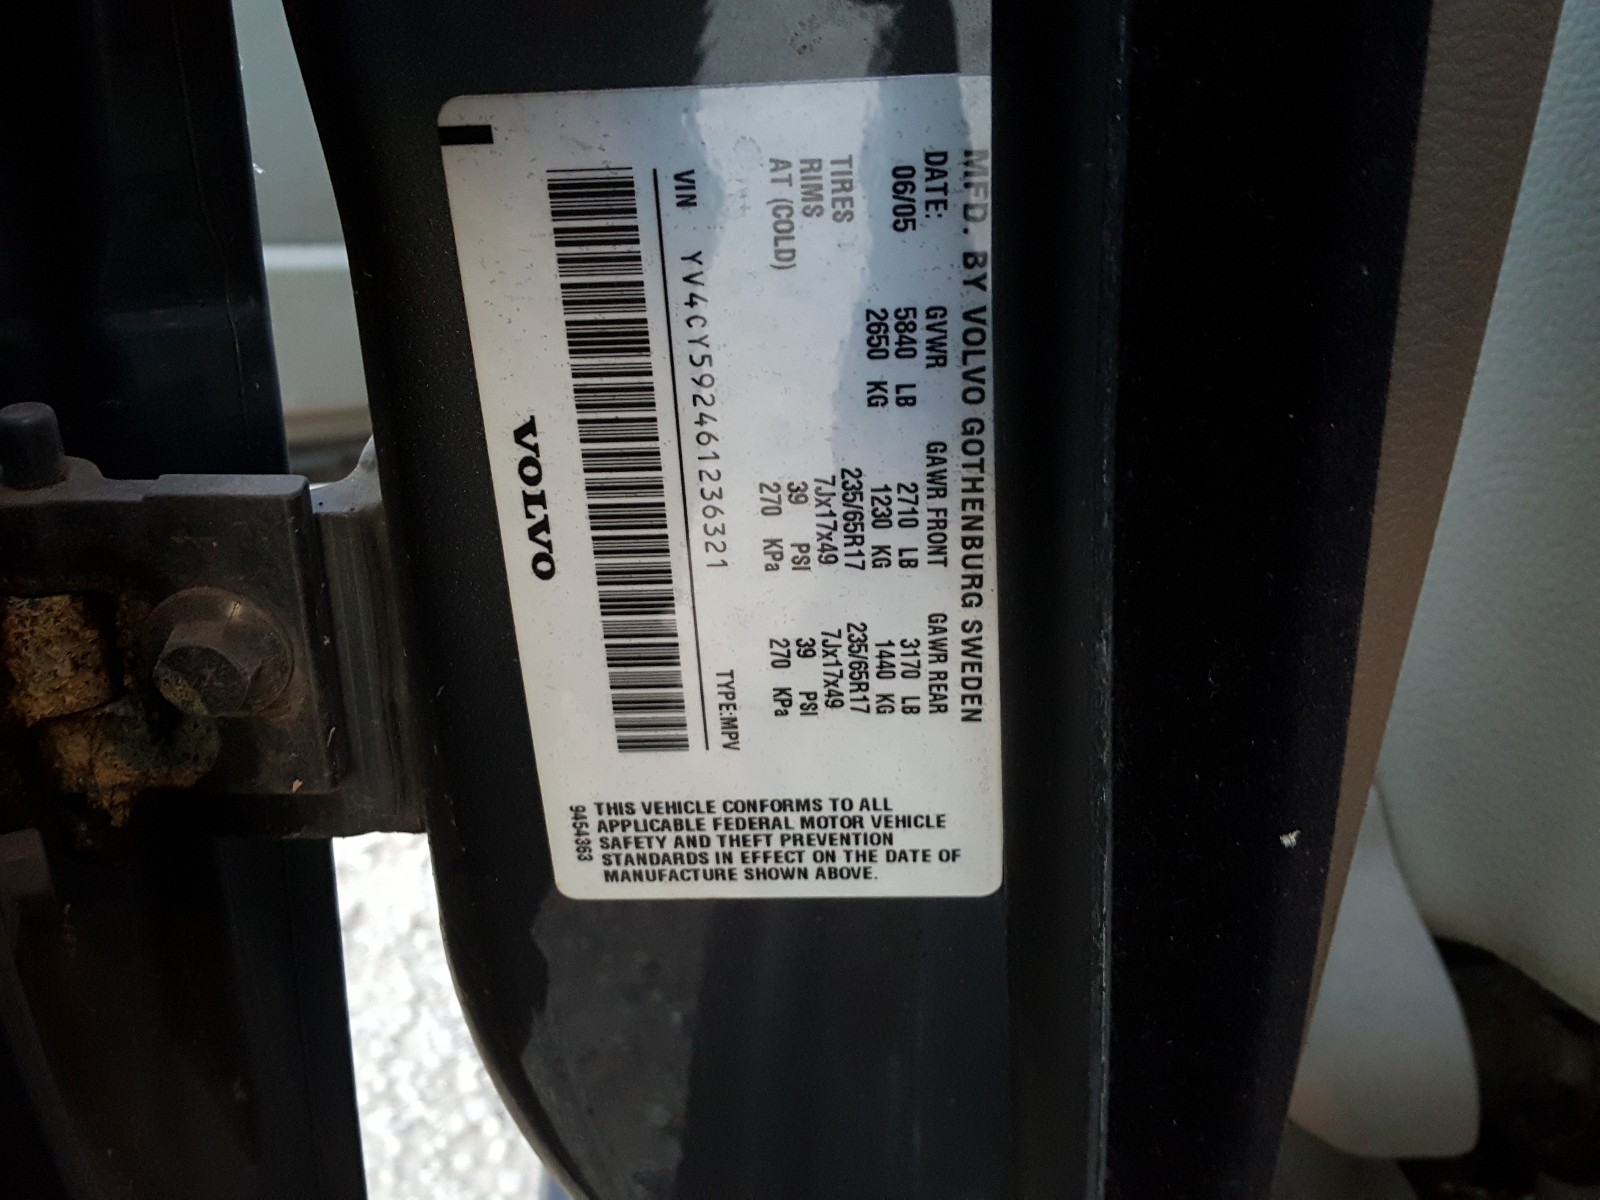 MFD. BY VOLVO GOTHENBURG SWEDEN
DATE: GVWR GAWR FRONT GAWR REAR
06/05 5840 LB 2710 LB 3170 LB
2650 KG 1230 KG 1440 KG
TIRES 235/65R17 235/65R17
RIMS 7Jx17x49 7Jx17x49
AT (COLD) 39 PSI 39 PSI
270 KPa 270 KPa
VIN YV4CY592461236321 TYPE:MPV
VOLVO
THIS VEHICLE CONFORMS TO ALL
APPLICABLE FEDERAL MOTOR VEHICLE
SAFETY AND THEFT PREVENTION
STANDARDS IN EFFECT ON THE DATE OF
MANUFACTURE SHOWN ABOVE.
9454363